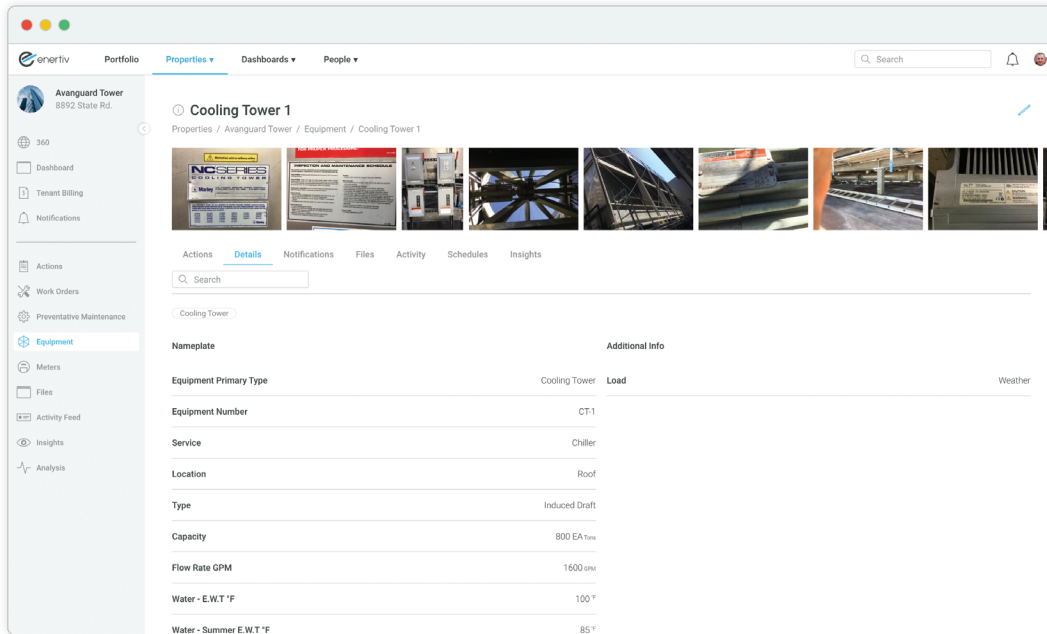 enertiv
Portfolio
Properties ▾
Dashboards ▾
People ▾
Search
Avanguard Tower
8892 State Rd.
360
Dashboard
Tenant Billing
Notifications
Actions
Work Orders
Preventative Maintenance
Equipment
Meters
Files
Activity Feed
Insights
Analysis
Cooling Tower 1
Properties / Avanguard Tower / Equipment / Cooling Tower 1
NC SERIES
COOLING TOWER
Marley
INSPECTION AND MAINTENANCE SCHEDULE
Actions Details Notifications Files Activity Schedules Insights
Search
Cooling Tower
Nameplate
Equipment Primary Type Cooling Tower
Equipment Number CT-1
Service Chiller
Location Roof
Type Induced Draft
Capacity 800 EA Tons
Flow Rate GPM 1600 GPM
Water - E.W.T °F 100 °F
Water - Summer E.W.T °F 85 °F
Additional Info
Load Weather